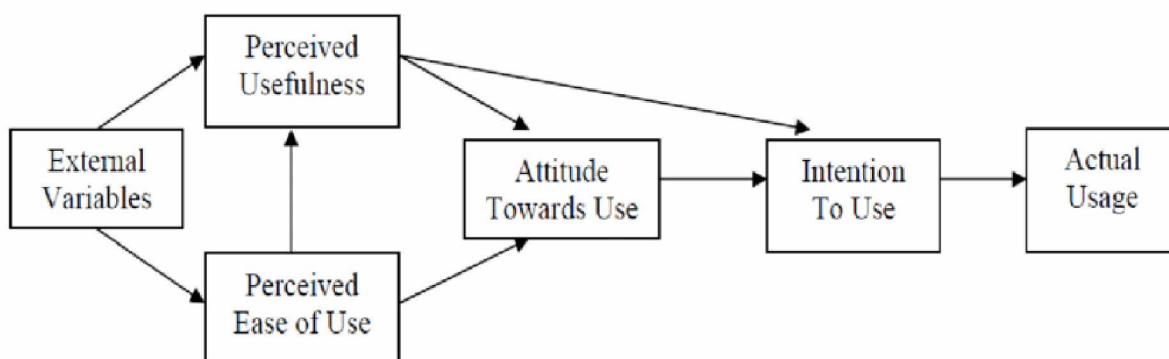 Perceived
Usefulness
External
Variables
Attitude
Towards Use
Intention
To Use
Actual
Usage
Perceived
Ease of Use